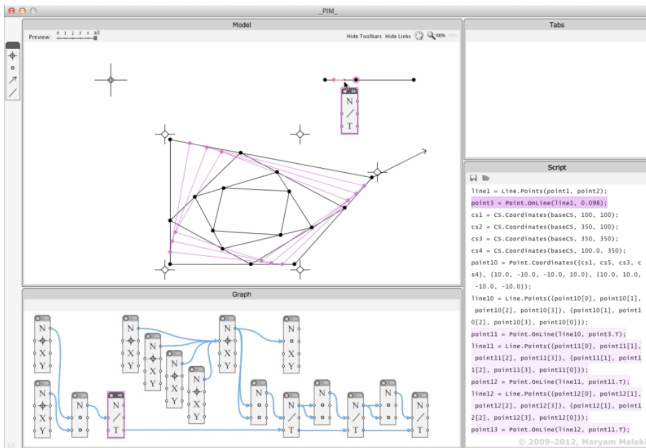 _PIM_
Model
Tabs
Preview: 0 1 2 3 4 All
Hide Toolbars Hide Links 100%
N
T
Script
line1 = Line.Points(point1, point2);
point3 = Point.OnLine(line1, 0.098);
cs1 = CS.Coordinates(baseCS, 100, 100);
cs2 = CS.Coordinates(baseCS, 350, 100);
cs3 = CS.Coordinates(baseCS, 350, 350);
cs4 = CS.Coordinates(baseCS, 100.0, 350);
point10 = Point.Coordinates({cs1, cs5, cs3, c
s4}, {10.0, -10.0, -10.0, 10.0}, {10.0, 10.0,
-10.0, -10.0});
line10 = Line.Points({point10[0], point10[1],
point10[2], point10[3]}, {point10[1], point1
0[2], point10[3], point10[0]});
point11 = Point.OnLine(line10, point3.T);
line11 = Line.Points({point11[0], point11[1],
point11[2], point11[3]}, {point11[1], point1
1[2], point11[3], point11[0]});
point12 = Point.OnLine(line11, point11.T);
line12 = Line.Points({point12[0], point12[1],
point12[2], point12[3]}, {point12[1], point1
2[2], point12[3], point12[0]});
point13 = Point.OnLine(line12, point11.T);
Graph
N X Y
N X Y
N
N T
N X Y
N X Y
N X Y
N X Y
N X Y
N X Y
N
N T
N
N T
N
N T
© 2009-2012, Maryam Maleki